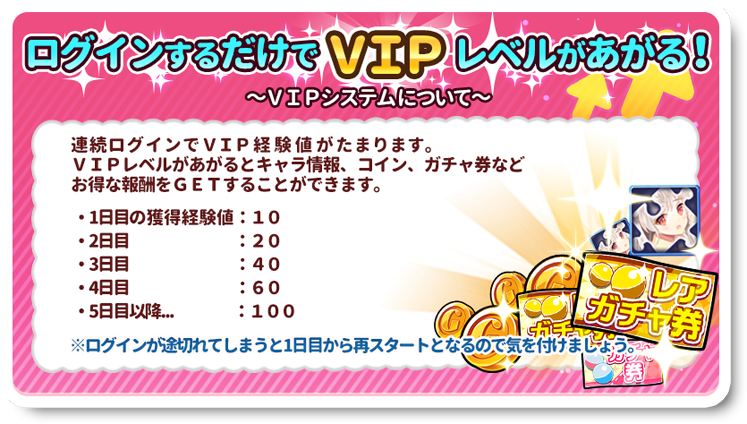 ログインするだけでVIPレベルがあがる!
～VIPシステムについて～
連続ログインでVIP経験値がたまります。
VIPレベルがあがるとキャラ情報、コイン、ガチャ券など
お得な報酬をGETすることができます。
・1日目の獲得経験値：10
・2日目：20
・3日目：40
・4日目：60
・5日目以降...：100
レア
ガチャ券
ガチャ
※ログインが途切れてしまうと1日目から再スタートとなるので気を付けましょう。
券